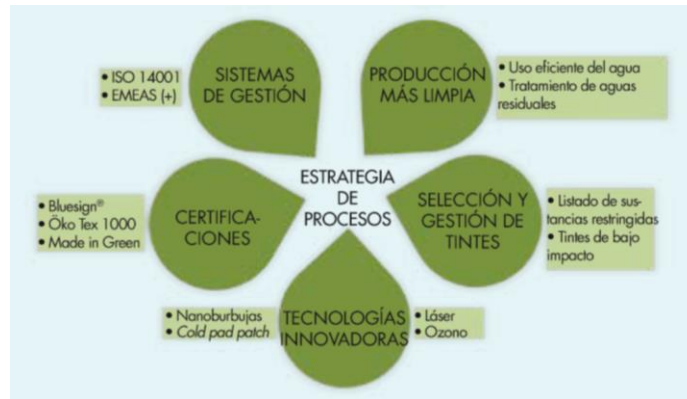 SISTEMAS
DE GESTIÓN
• ISO 14001
• EMEAS (+)
PRODUCCIÓN
MÁS LIMPIA
• Uso eficiente del agua
• Tratamiento de aguas
residuales
ESTRATEGIA
DE
PROCESOS
CERTIFICA-
CIONES
• Bluesign®
• Öko Tex 1000
• Made in Green
SELECCIÓN Y
GESTIÓN DE
TINTES
• Listado de sus-
tancias restringidas
• Tintes de bajo
impacto
TECNOLOGÍAS
INNOVADORAS
• Nanoburbujas
• Cold pad patch
• Láser
• Ozono